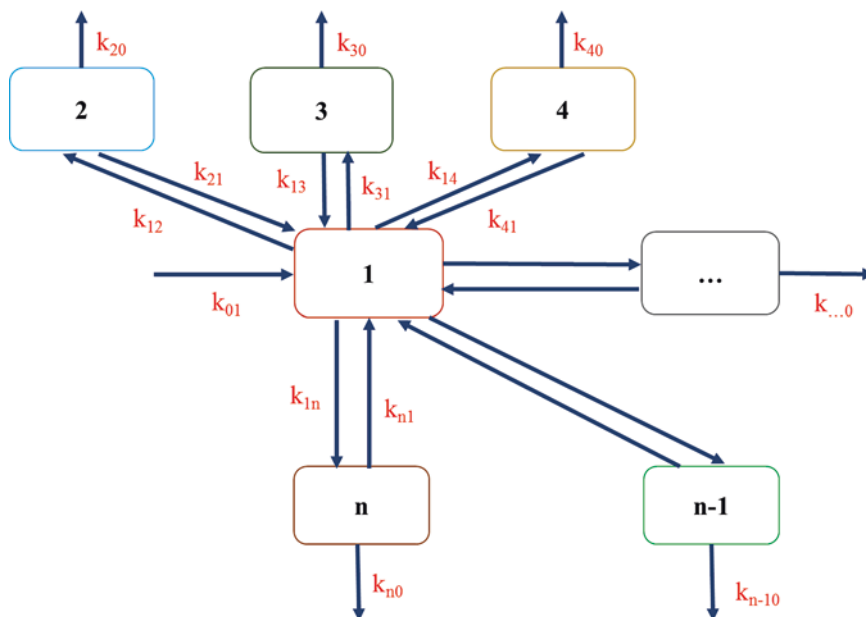 k₂₀
k₃₀
k₄₀
2
3
4
k₂₁
k₁₃
k₃₁
k₁₄
k₁₂
k₄₁
1
...
k₀₁
k…₀
k₁ₙ
kₙ₁
n
n-1
kₙ₀
kₙ₋₁₀